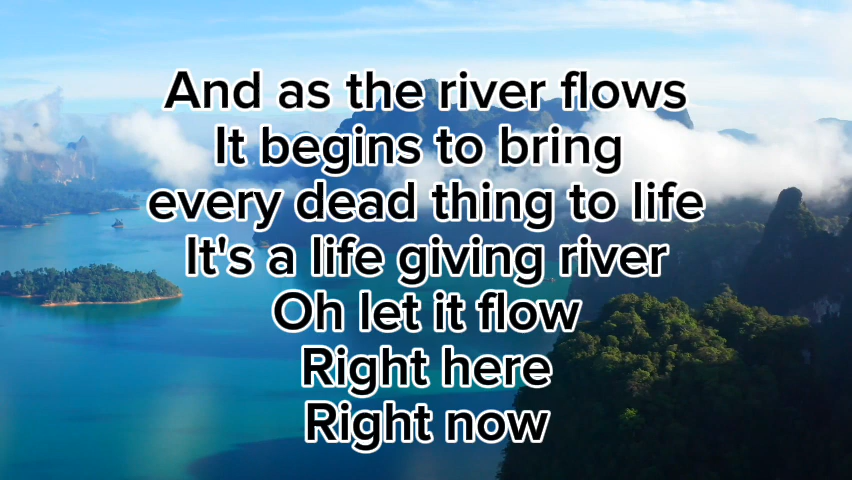 And as the river flows
It begins to bring
every dead thing to life
It's a life giving river
Oh let it flow
Right here
Right now